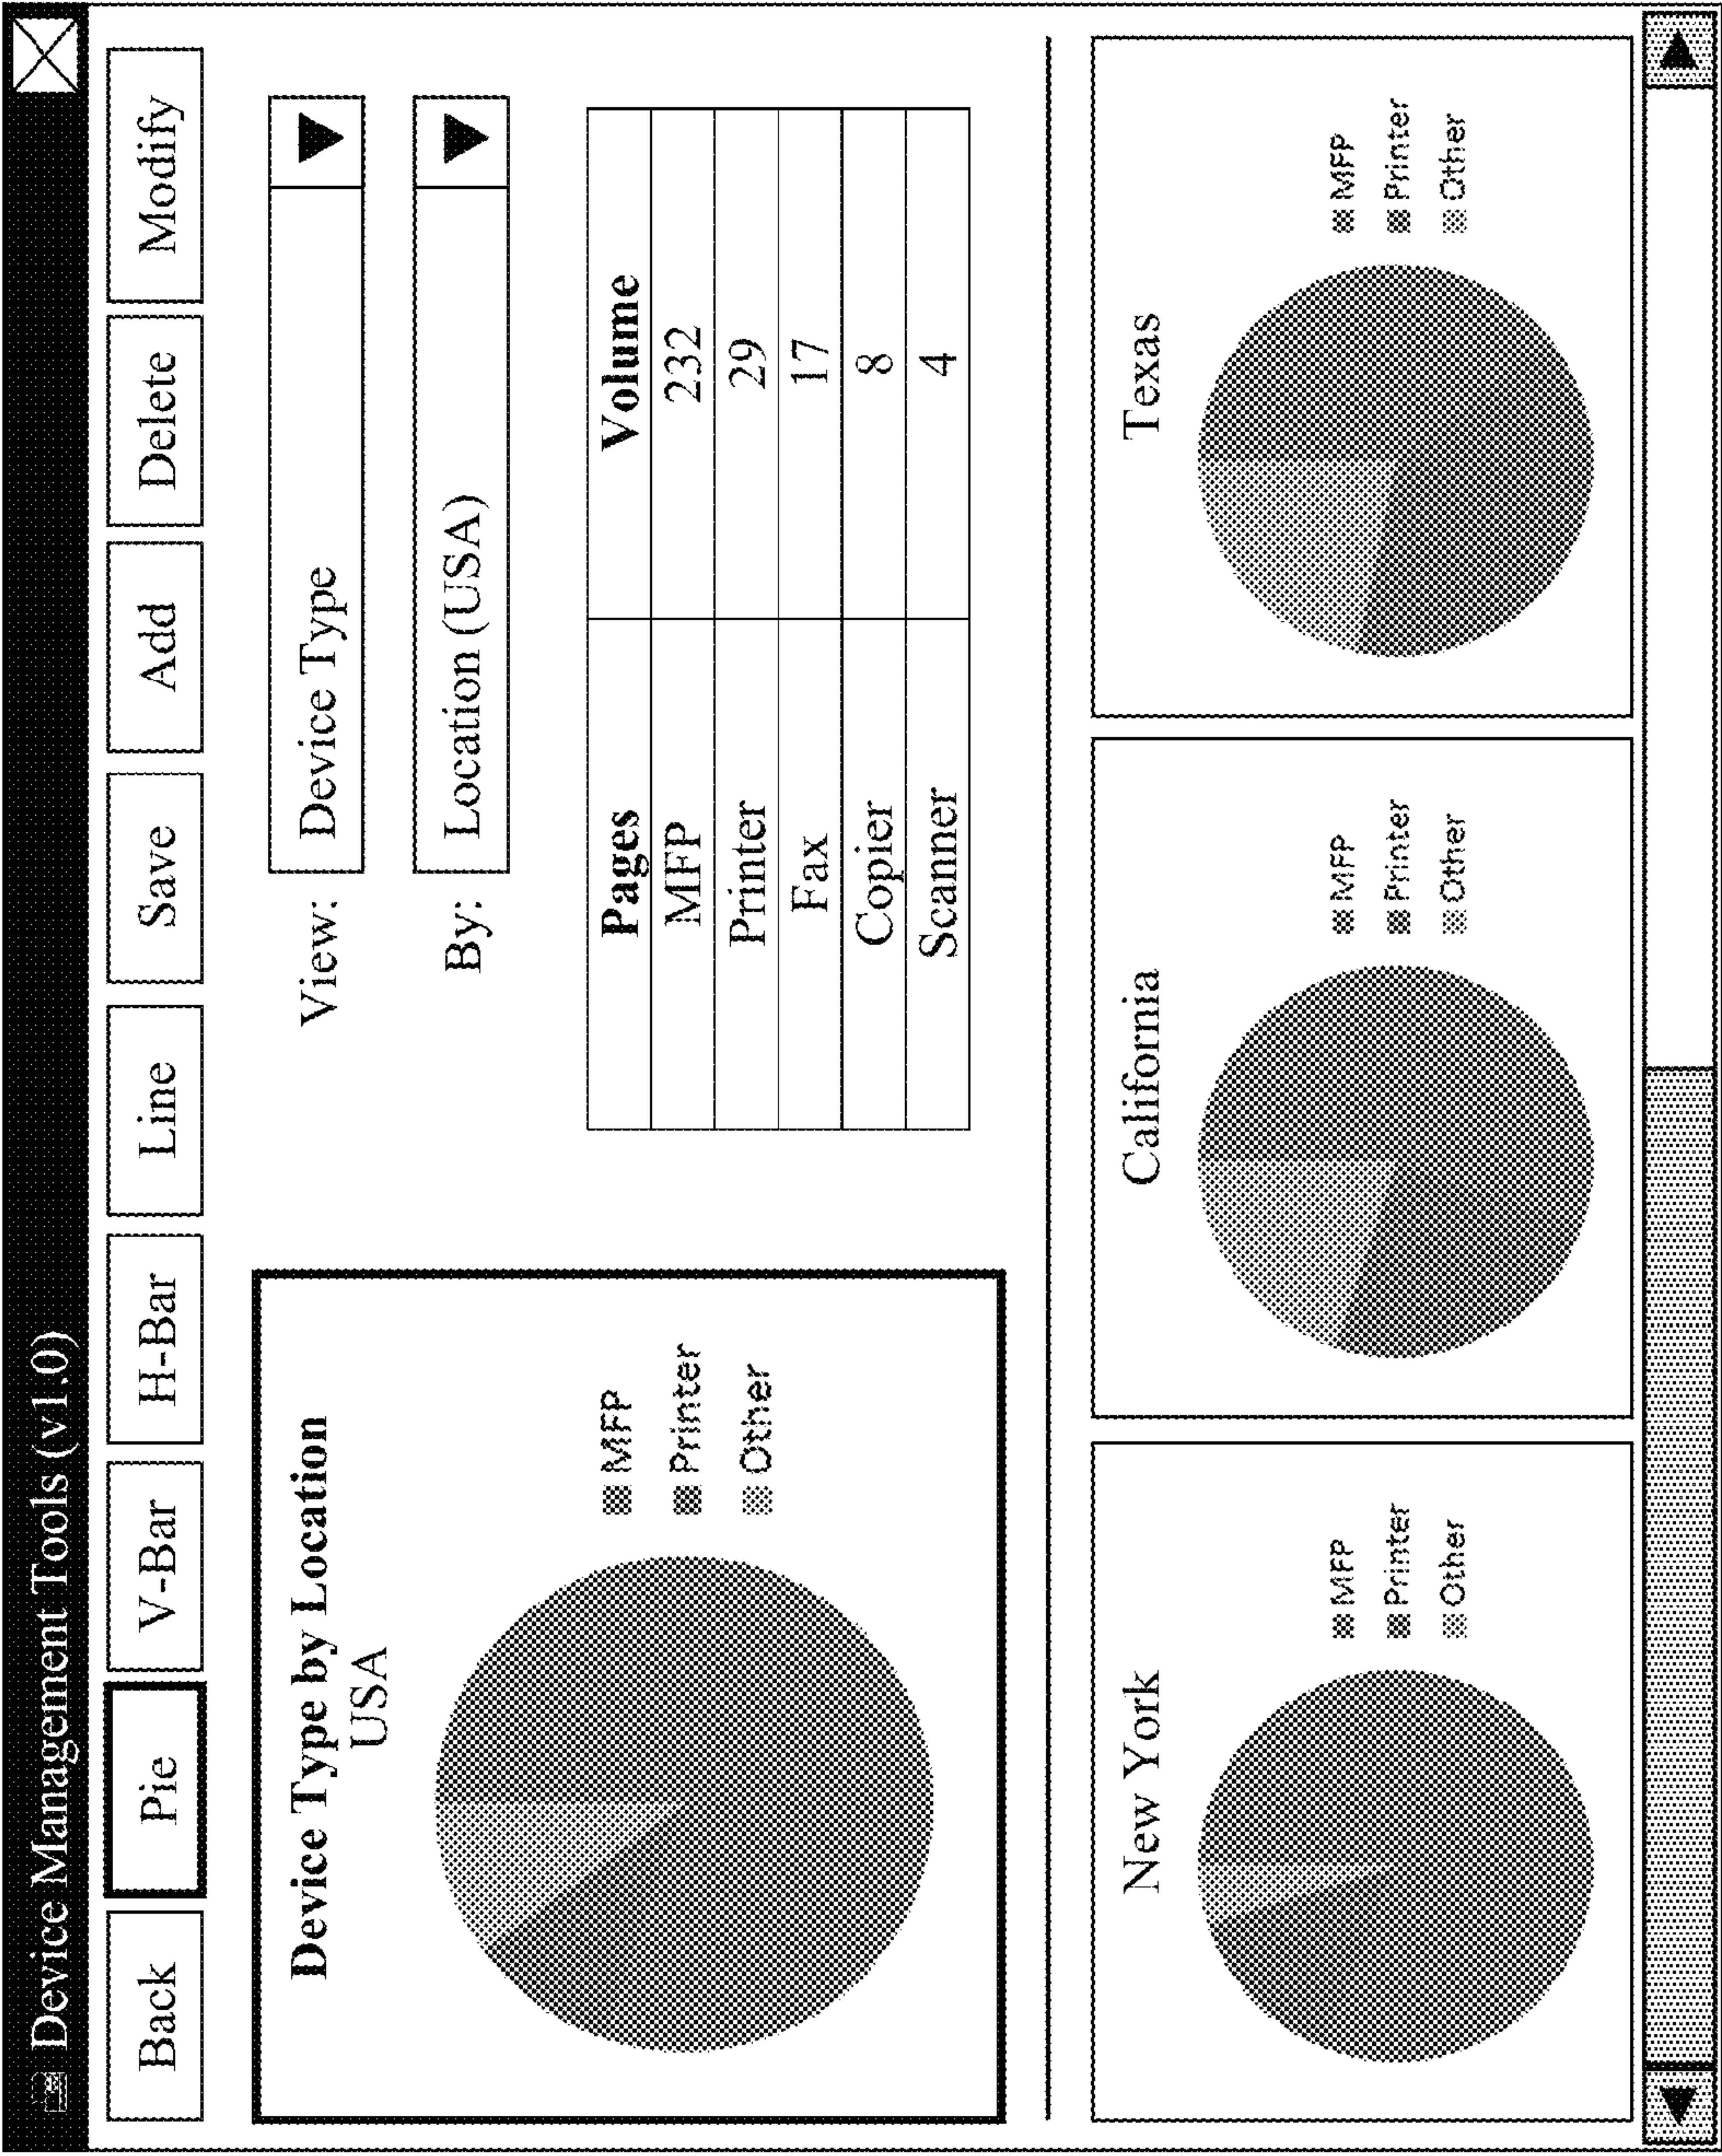 Device Management Tools (v1.0)
Back Pie V-Bar H-Bar Line Save Add Delete Modify
Device Type by Location
USA
MFP
Printer
Other
View: Device Type
By: Location (USA)
Pages Volume
MFP 232
Printer 29
Fax 17
Copier 8
Scanner 4
New York
MFP
Printer
Other
California
MFP
Printer
Other
Texas
MFP
Printer
Other